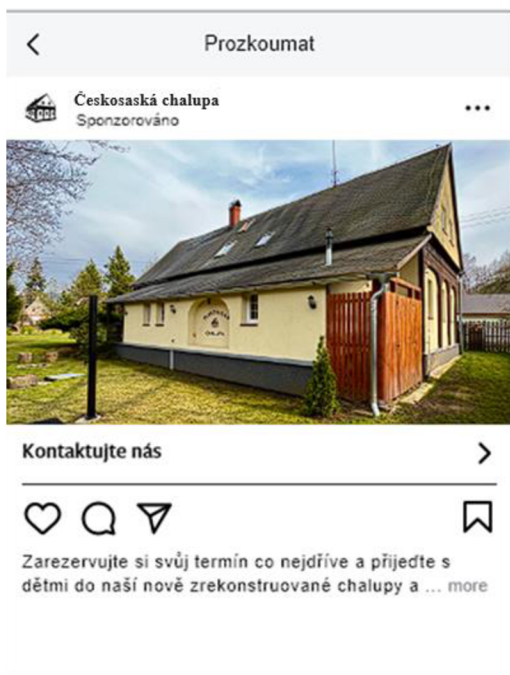 Prozkoumat
Českosaská chalupa
Sponzorováno
Kontaktujte nás
Zarezervujte si svůj termín co nejdříve a přijeďte s
dětmi do naší nově zrekonstruované chalupy a ... more